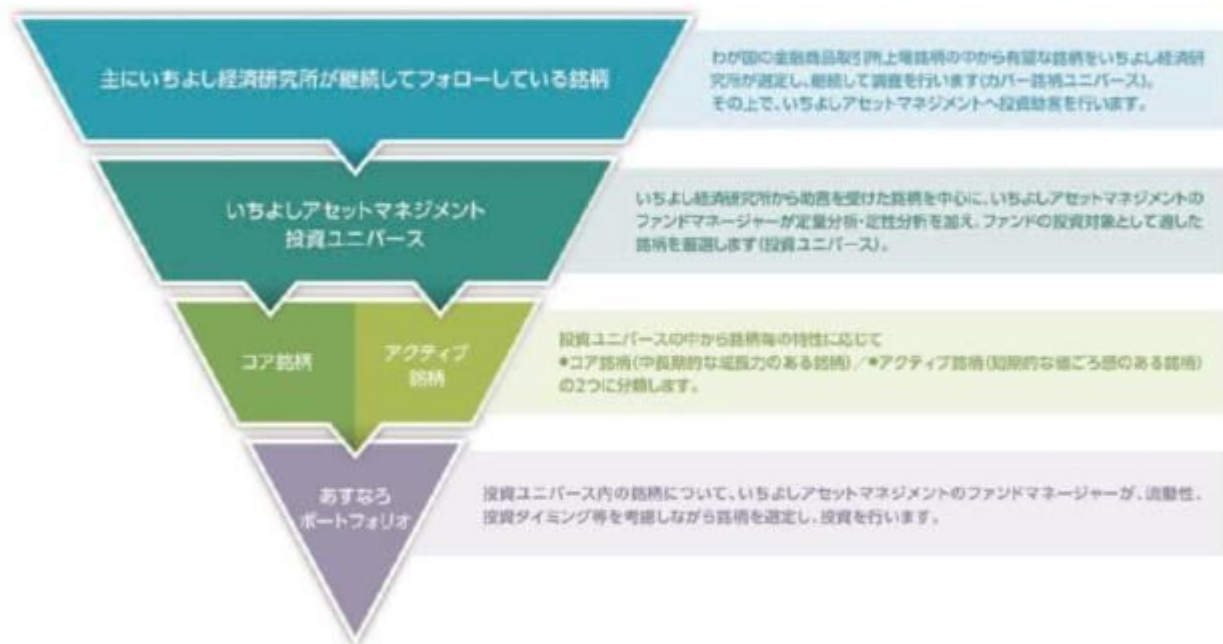 主にいちよし経済研究所が継続してフォローしている銘柄
わが国の金融商品取引所上場銘柄の中から有望な銘柄をいちよし経済研
究所が選定し、継続して調査を行います(カバー銘柄ユニバース)。
その上で、いちよしアセットマネジメントへ投資助言を行います。
いちよしアセットマネジメント
投資ユニバース
いちよし経済研究所から助言を受けた銘柄を中心に、いちよしアセットマネジメントの
ファンドマネージャーが定量分析・定性分析を加え、ファンドの投資対象として適した
銘柄を厳選します(投資ユニバース)。
コア銘柄
アクティブ
銘柄
投資ユニバースの中から銘柄毎の特性に応じて
●コア銘柄(中長期的な成長力のある銘柄)／●アクティブ銘柄(短期的な値ごろ感のある銘柄)
の2つに分類します。
あすなろ
ポートフォリオ
投資ユニバース内の銘柄について、いちよしアセットマネジメントのファンドマネージャーが、流動性、
投資タイミング等を考慮しながら銘柄を選定し、投資を行います。